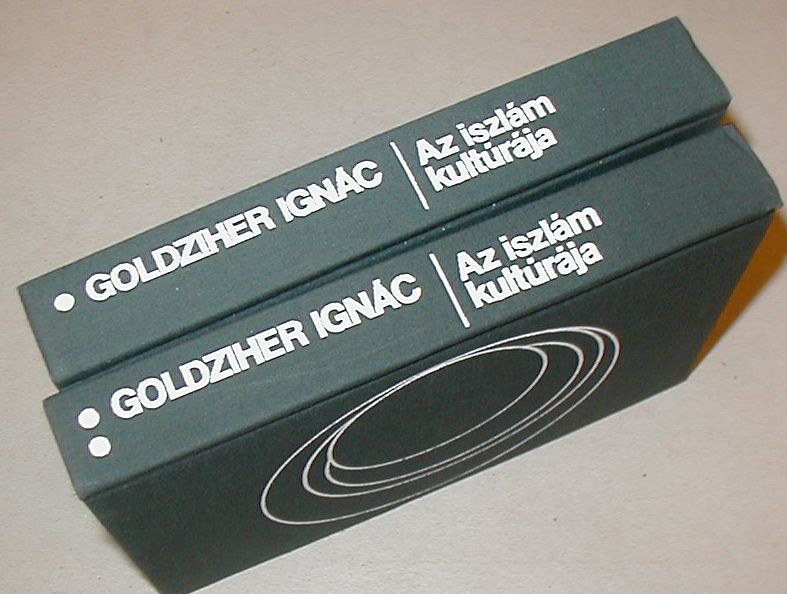 GOLDZIHER IGNÁC
Az iszlám
kultúrája
GOLDZIHER IGNÁC
Az iszlám
kultúrája